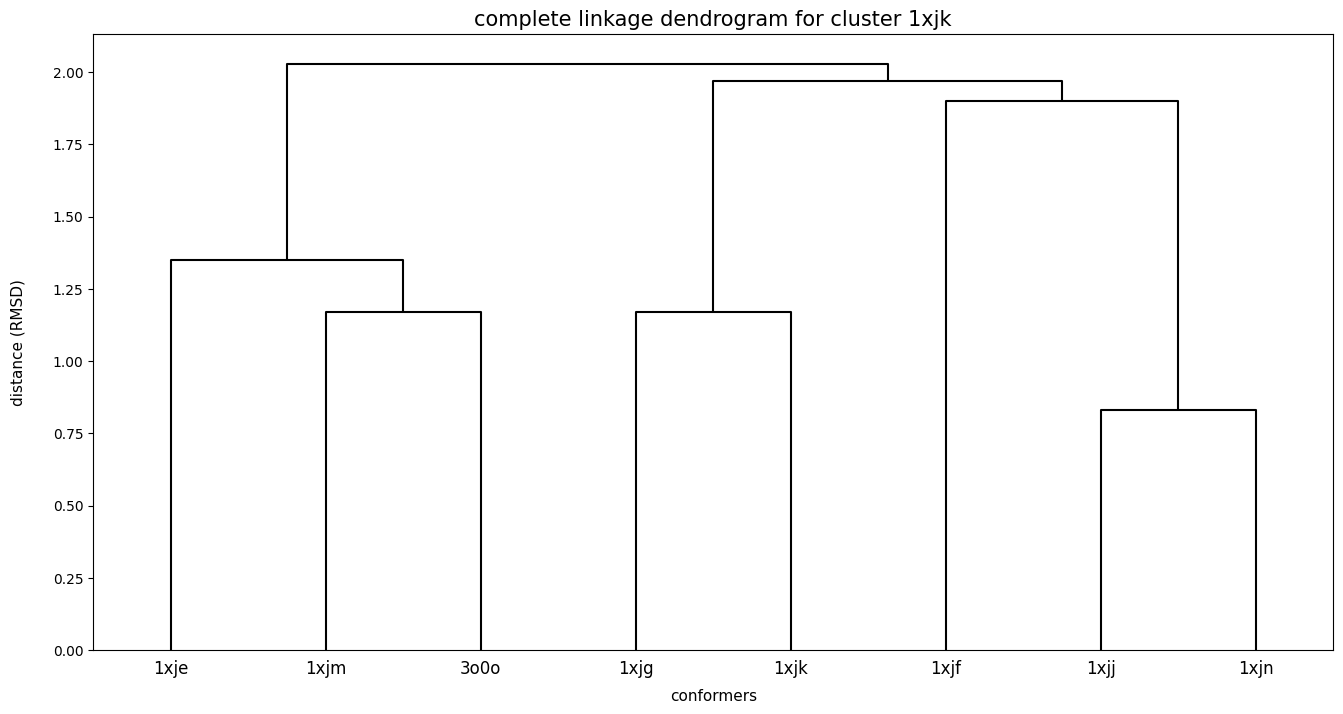 complete linkage dendrogram for cluster 1xjk
2.00
1.75
1.50
1.25
1.00
0.75
0.50
0.25
0.00
distance (RMSD)
1xje 1xjm 3o0o 1xjg 1xjk 1xjf 1xjj 1xjn
conformers